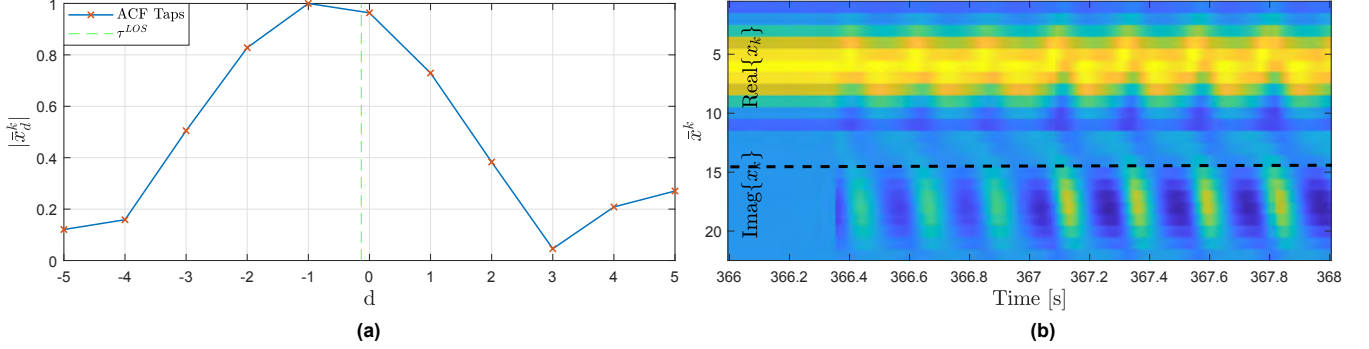 ACF Taps
τ^{LOS}
1
0.8
0.6
0.4
0.2
0
|x̄_d^k|
-5 -4 -3 -2 -1 0 1 2 3 4 5
d
(a)
5
10
15
20
x̄^k
Real{x_k}
Imag{x_k}
366 366.2 366.4 366.6 366.8 367 367.2 367.4 367.6 367.8 368
Time [s]
(b)